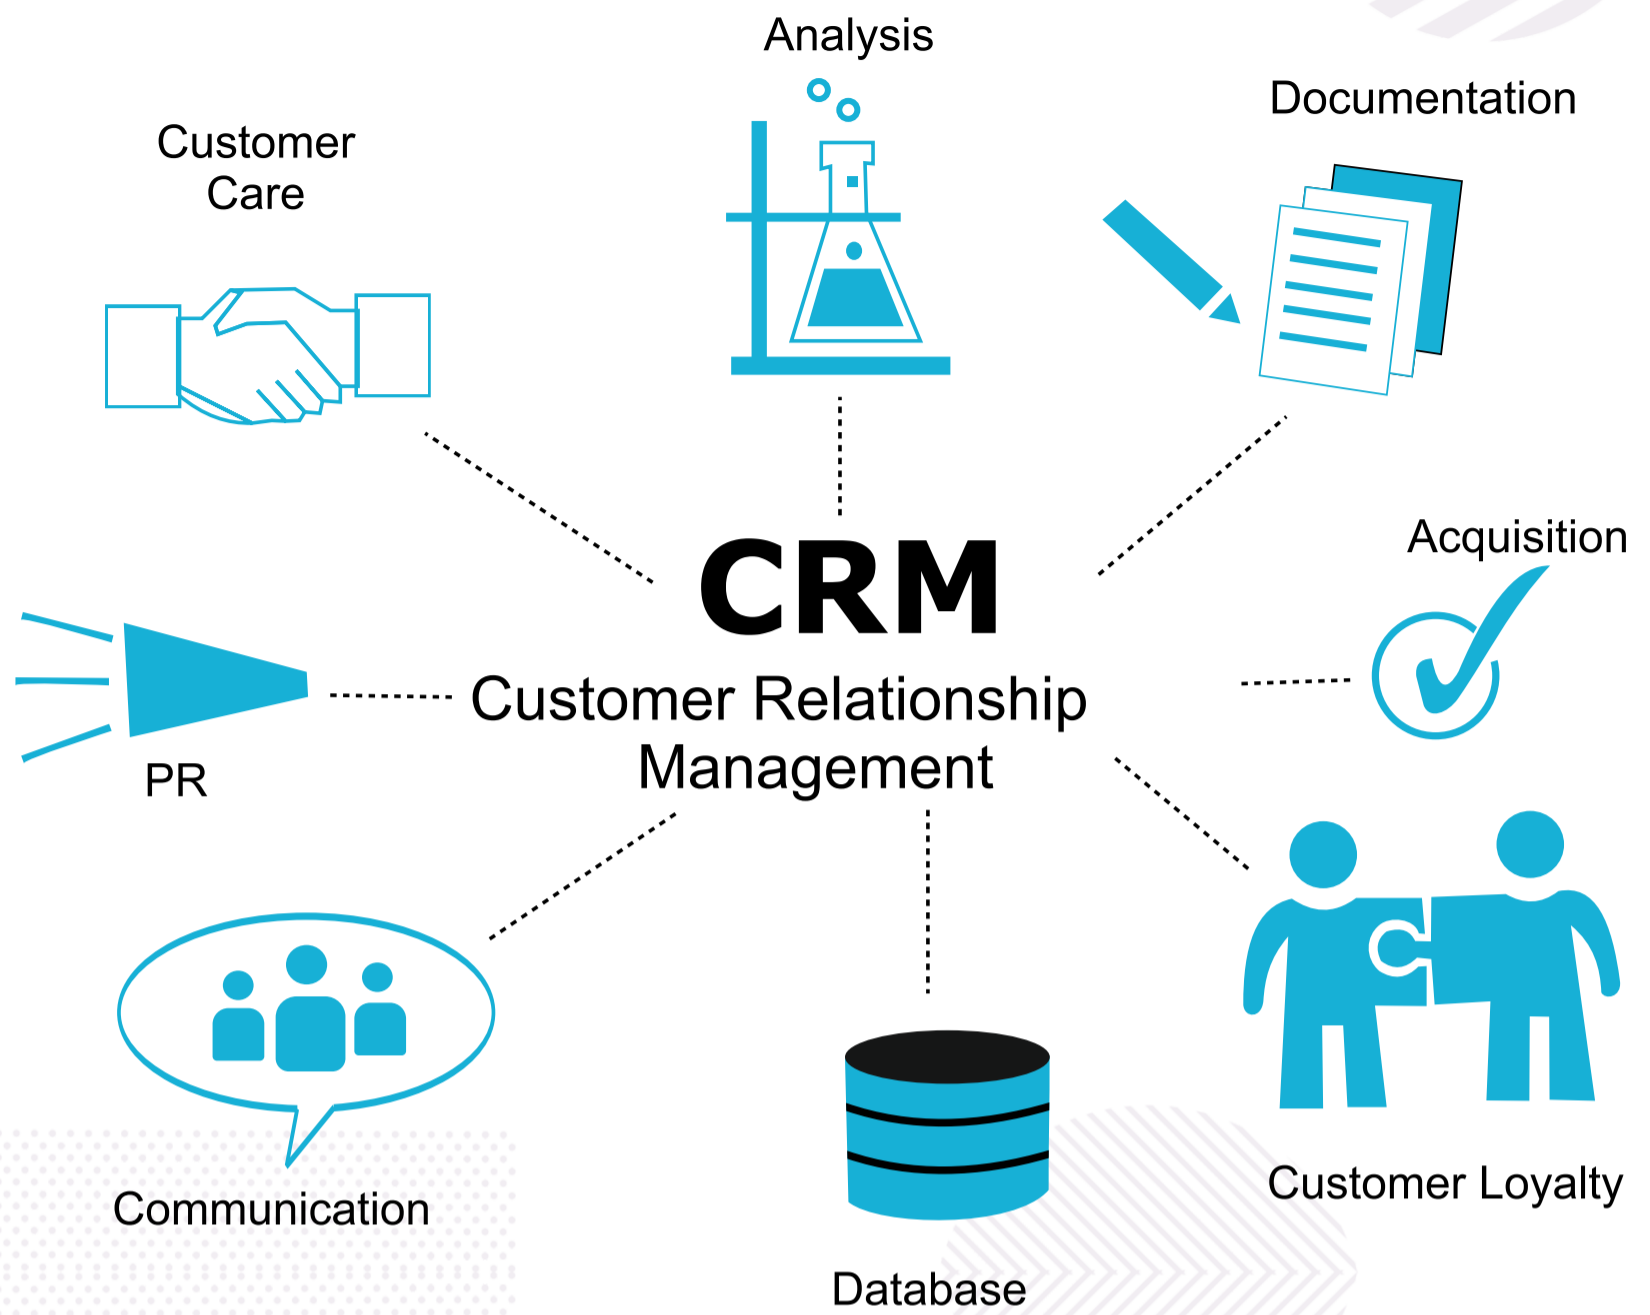 Analysis
Documentation
Customer
Care
Acquisition
CRM
Customer Relationship
Management
PR
Customer Loyalty
Communication
Database